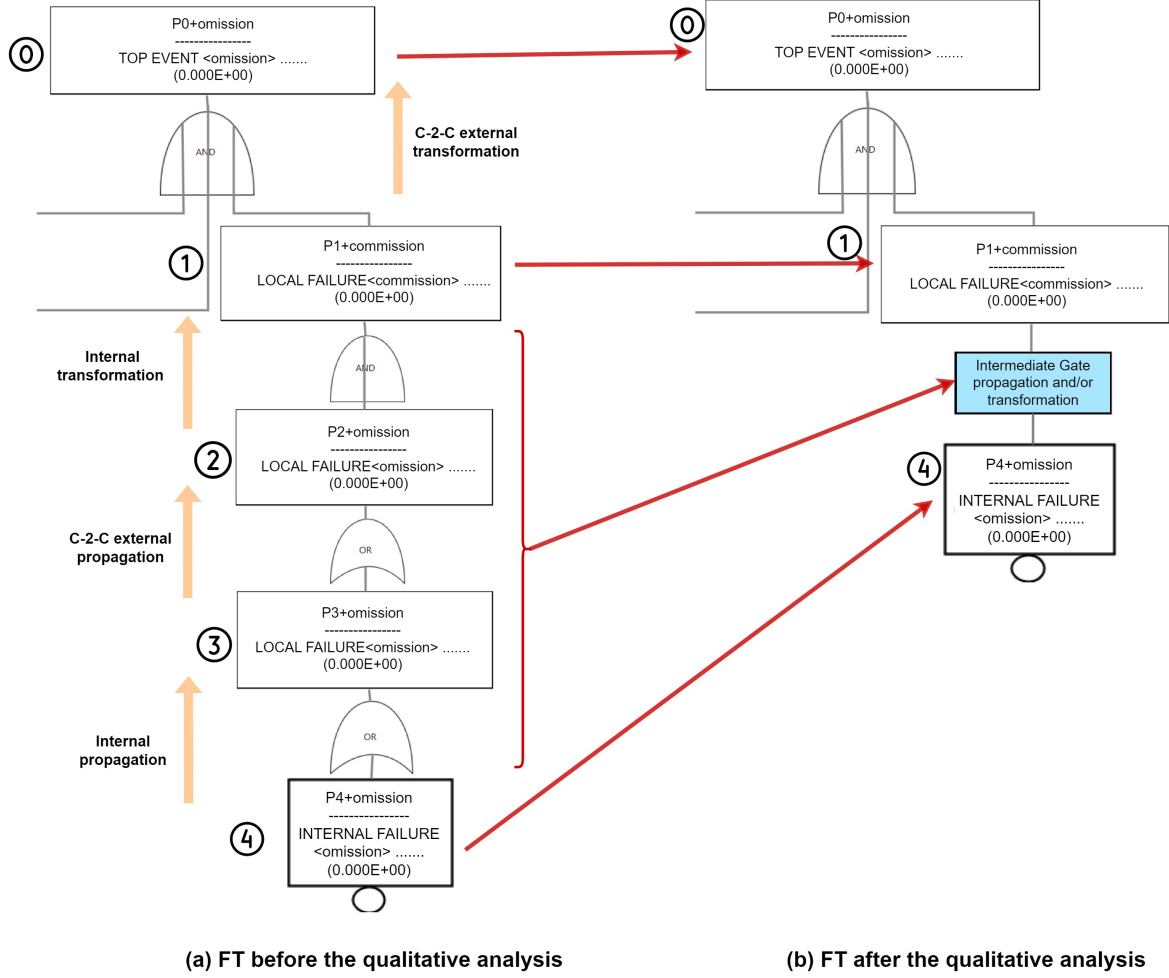 0
P0+omission
----------------
TOP EVENT <omission> .......
(0.000E+00)
AND
C-2-C external
transformation
1
P1+commission
----------------
LOCAL FAILURE<commission> .......
(0.000E+00)
Internal
transformation
AND
2
P2+omission
----------------
LOCAL FAILURE<omission> .......
(0.000E+00)
C-2-C external
propagation
OR
3
P3+omission
----------------
LOCAL FAILURE<omission> .......
(0.000E+00)
Internal
propagation
OR
4
P4+omission
----------------
INTERNAL FAILURE
<omission> .......
(0.000E+00)
(a) FT before the qualitative analysis
0
P0+omission
----------------
TOP EVENT <omission> .......
(0.000E+00)
AND
1
P1+commission
----------------
LOCAL FAILURE<commission> .......
(0.000E+00)
Intermediate Gate
propagation and/or
transformation
4
P4+omission
-----------------
INTERNAL FAILURE
<omission> .......
(0.000E+00)
(b) FT after the qualitative analysis